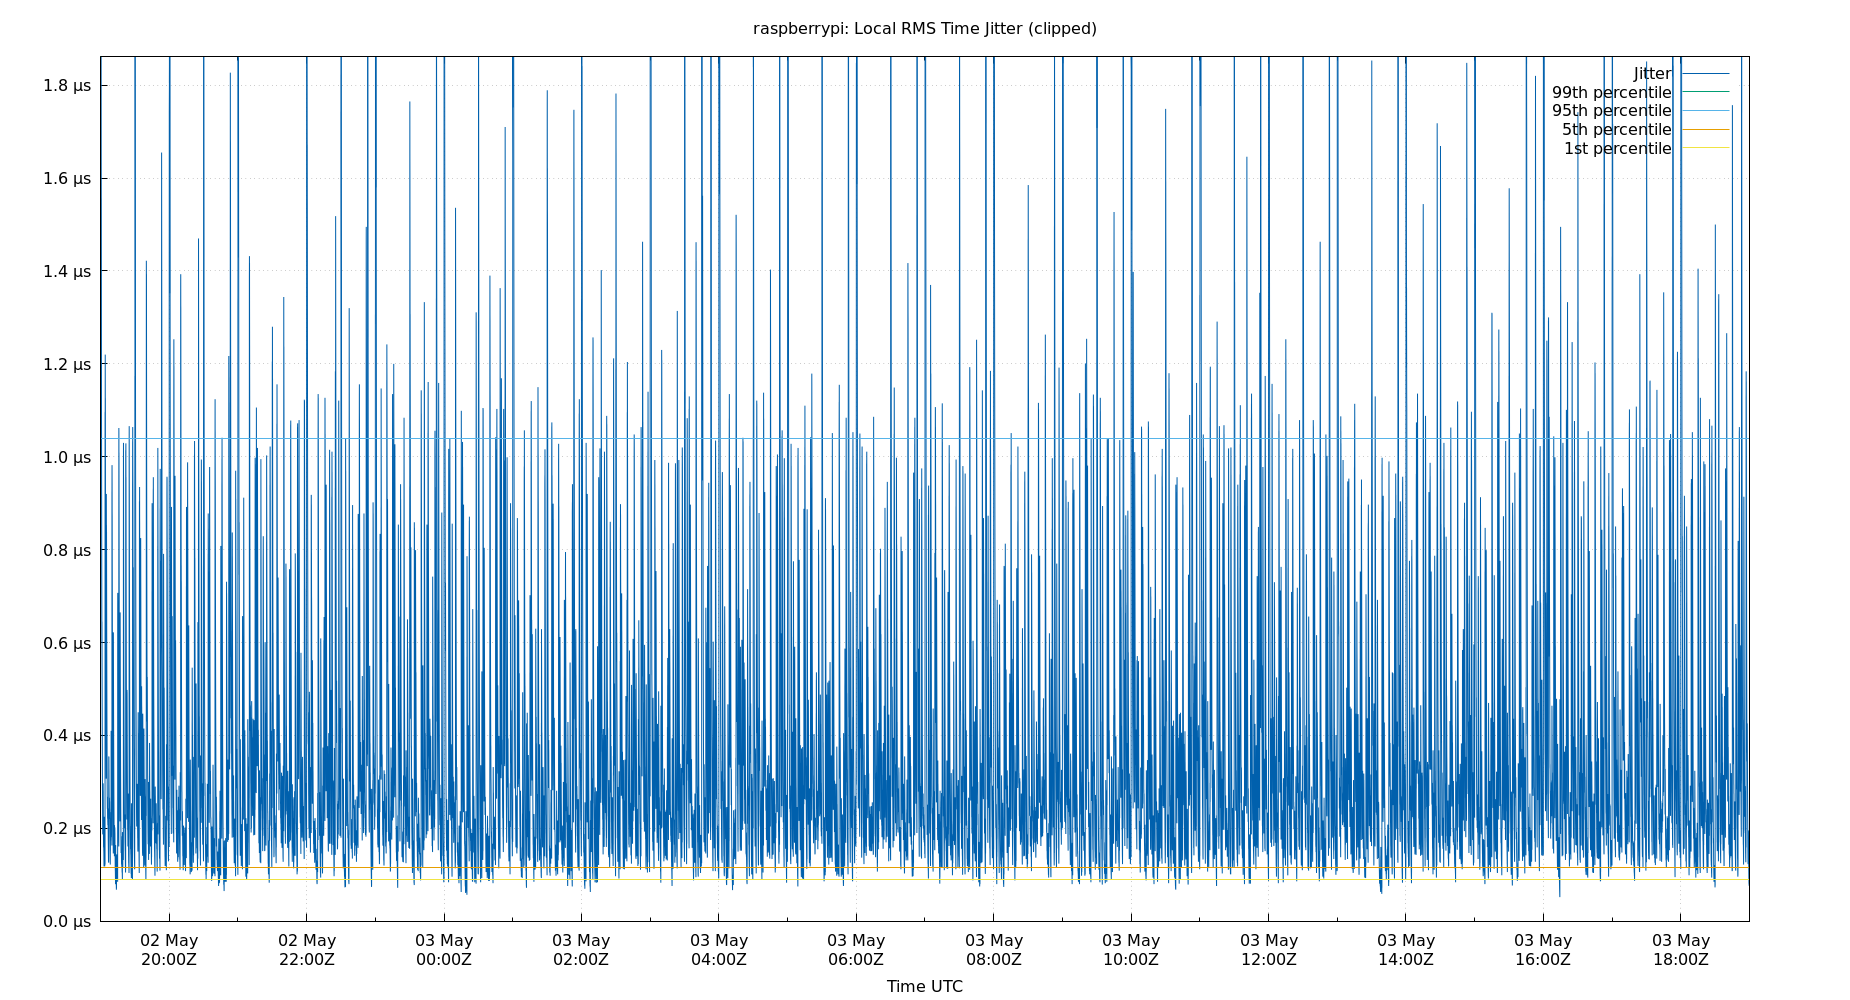 raspberrypi: Local RMS Time Jitter (clipped)
1.8 µs
1.6 µs
1.4 µs
1.2 µs
1.0 µs
0.8 µs
0.6 µs
0.4 µs
0.2 µs
0.0 µs
Jitter
99th percentile
95th percentile
5th percentile
1st percentile
02 May 02 May 03 May 03 May 03 May 03 May 03 May 03 May 03 May 03 May 03 May 03 May
20:00Z 22:00Z 00:00Z 02:00Z 04:00Z 06:00Z 08:00Z 10:00Z 12:00Z 14:00Z 16:00Z 18:00Z
Time UTC